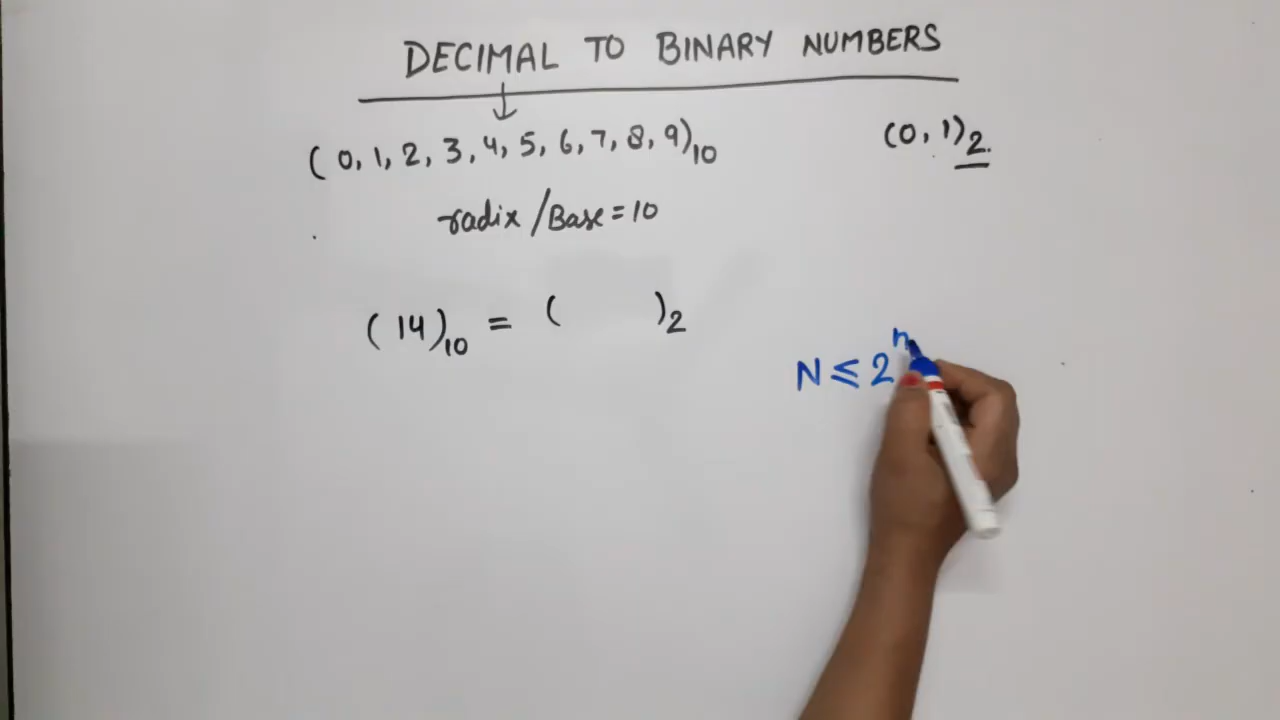 DECIMAL TO BINARY NUMBERS
(0, 1, 2, 3, 4, 5, 6, 7, 8, 9)₁₀
(0, 1)₂.
radix/Base = 10
(14)₁₀ = ( )₂
N ≤ 2ⁿ